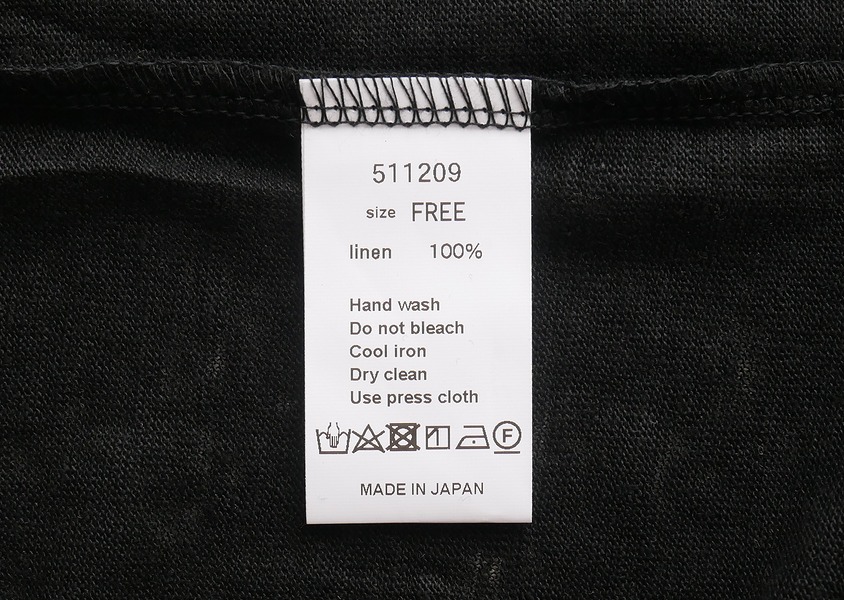 511209
size FREE
linen 100%
Hand wash
Do not bleach
Cool iron
Dry clean
Use press cloth
F
MADE IN JAPAN